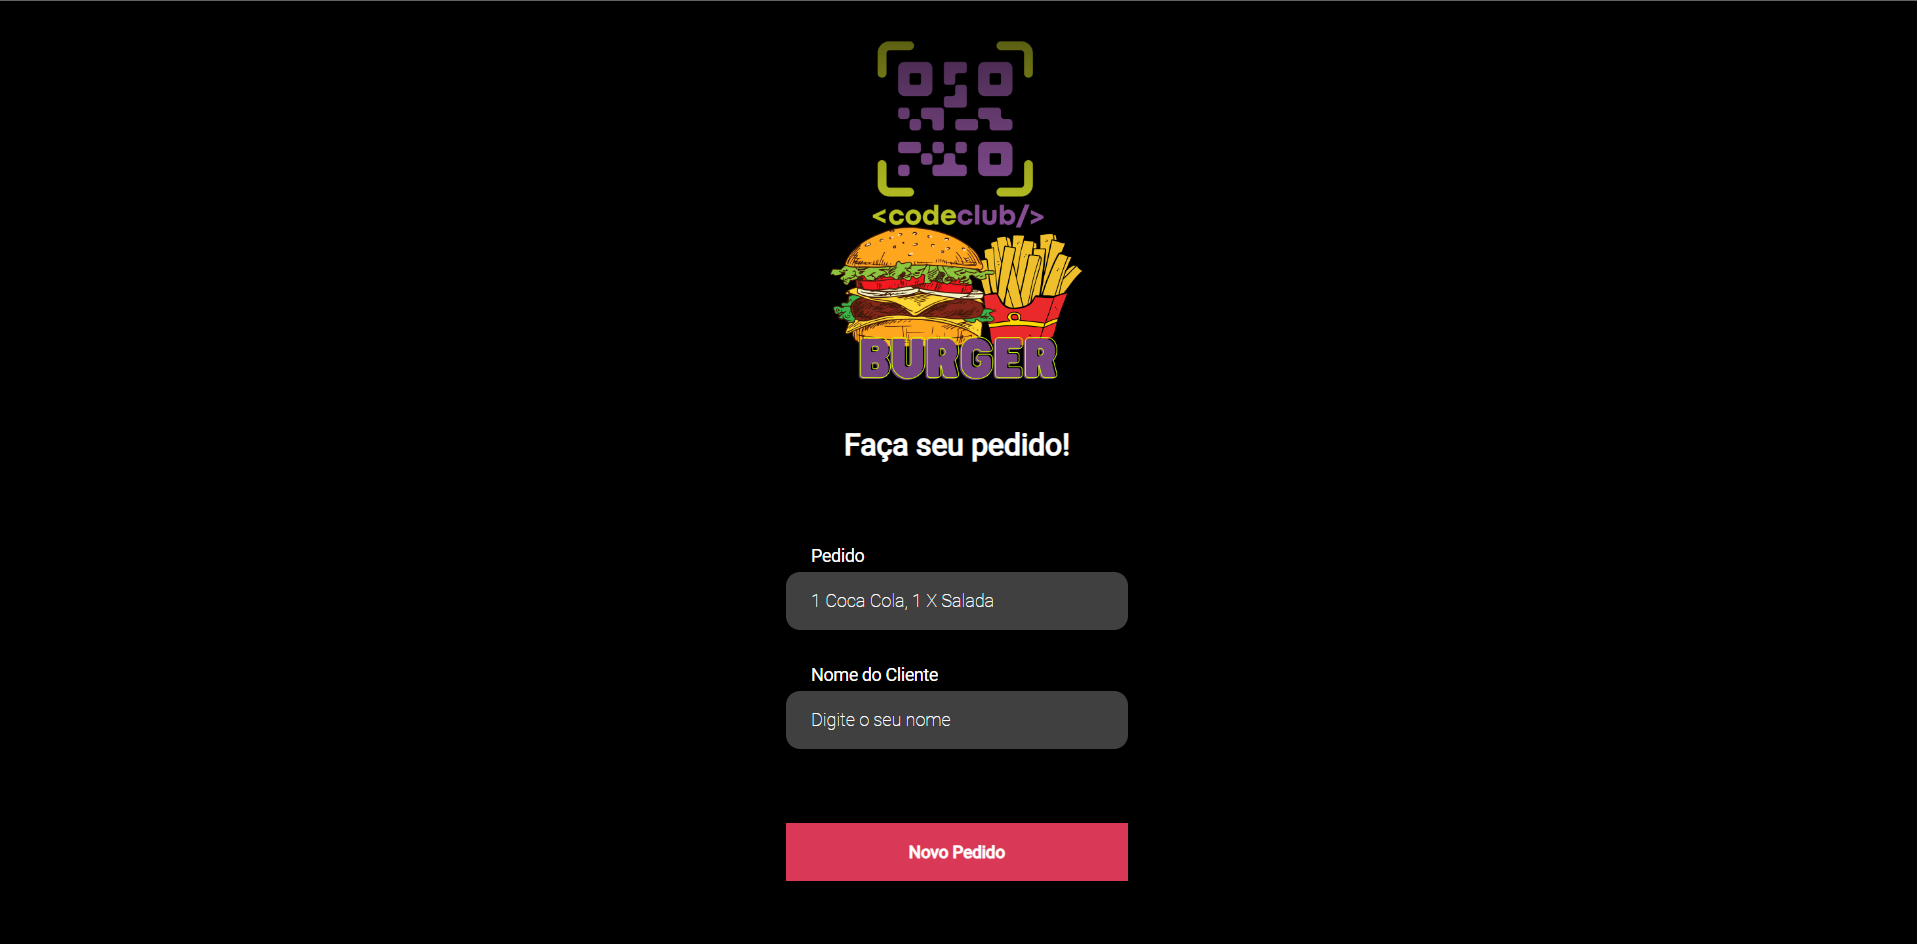 <codeclub/>
BURGER
Faça seu pedido!
Pedido
1 Coca Cola, 1 X Salada
Nome do Cliente
Digite o seu nome
Novo Pedido